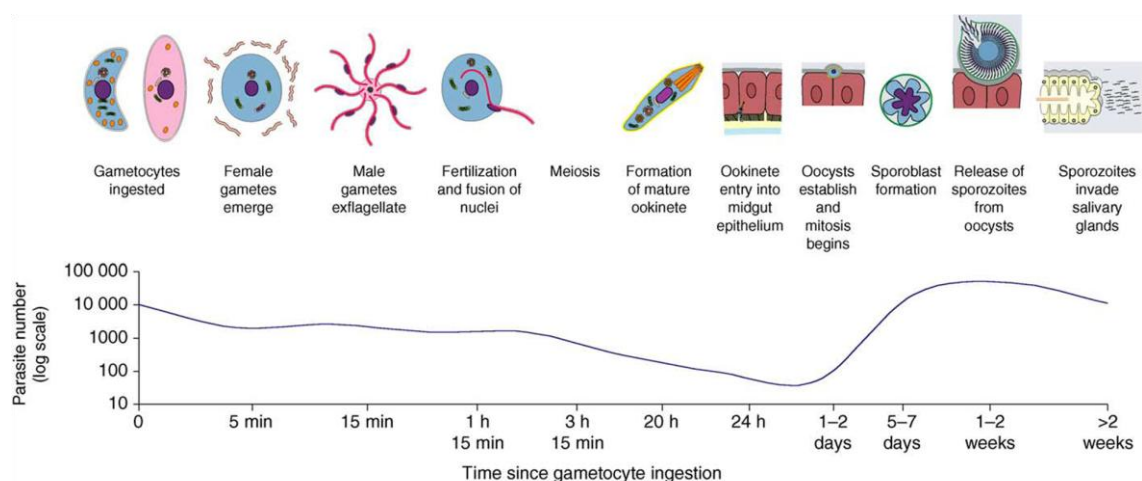 Gametocytes
ingested
Female
gametes
emerge
Male
gametes
exflagellate
Fertilization
and fusion of
nuclei
Meiosis
Formation
of mature
ookinete
Ookinete
entry into
midgut
epithelium
Oocysts
establish
and
mitosis
begins
Sporoblast
formation
Release of
sporozoites
from
oocysts
Sporozoites
invade
salivary
glands
Parasite number
(log scale)
100 000
10 000
1000
100
10
0
5 min
15 min
1 h
15 min
3 h
15 min
20 h
24 h
1–2
days
5–7
days
1–2
weeks
>2
weeks
Time since gametocyte ingestion